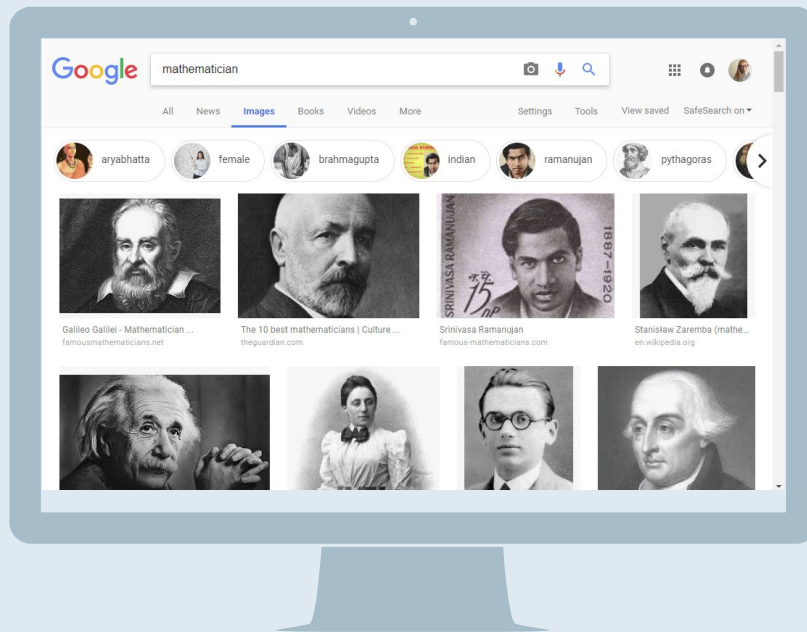 Google mathematician
All News Images Books Videos More Settings Tools View saved SafeSearch on
aryabhatta female brahmagupta indian ramanujan pythagoras
SRINIVASA RAMANUJAN
1887-1920
15
Galileo Galilei - Mathematician ... The 10 best mathematicians | Culture ... Srinivasa Ramanujan Stanisław Zaremba (mathe...
famousmathematicians.net theguardian.com famous-mathematicians.com en.wikipedia.org